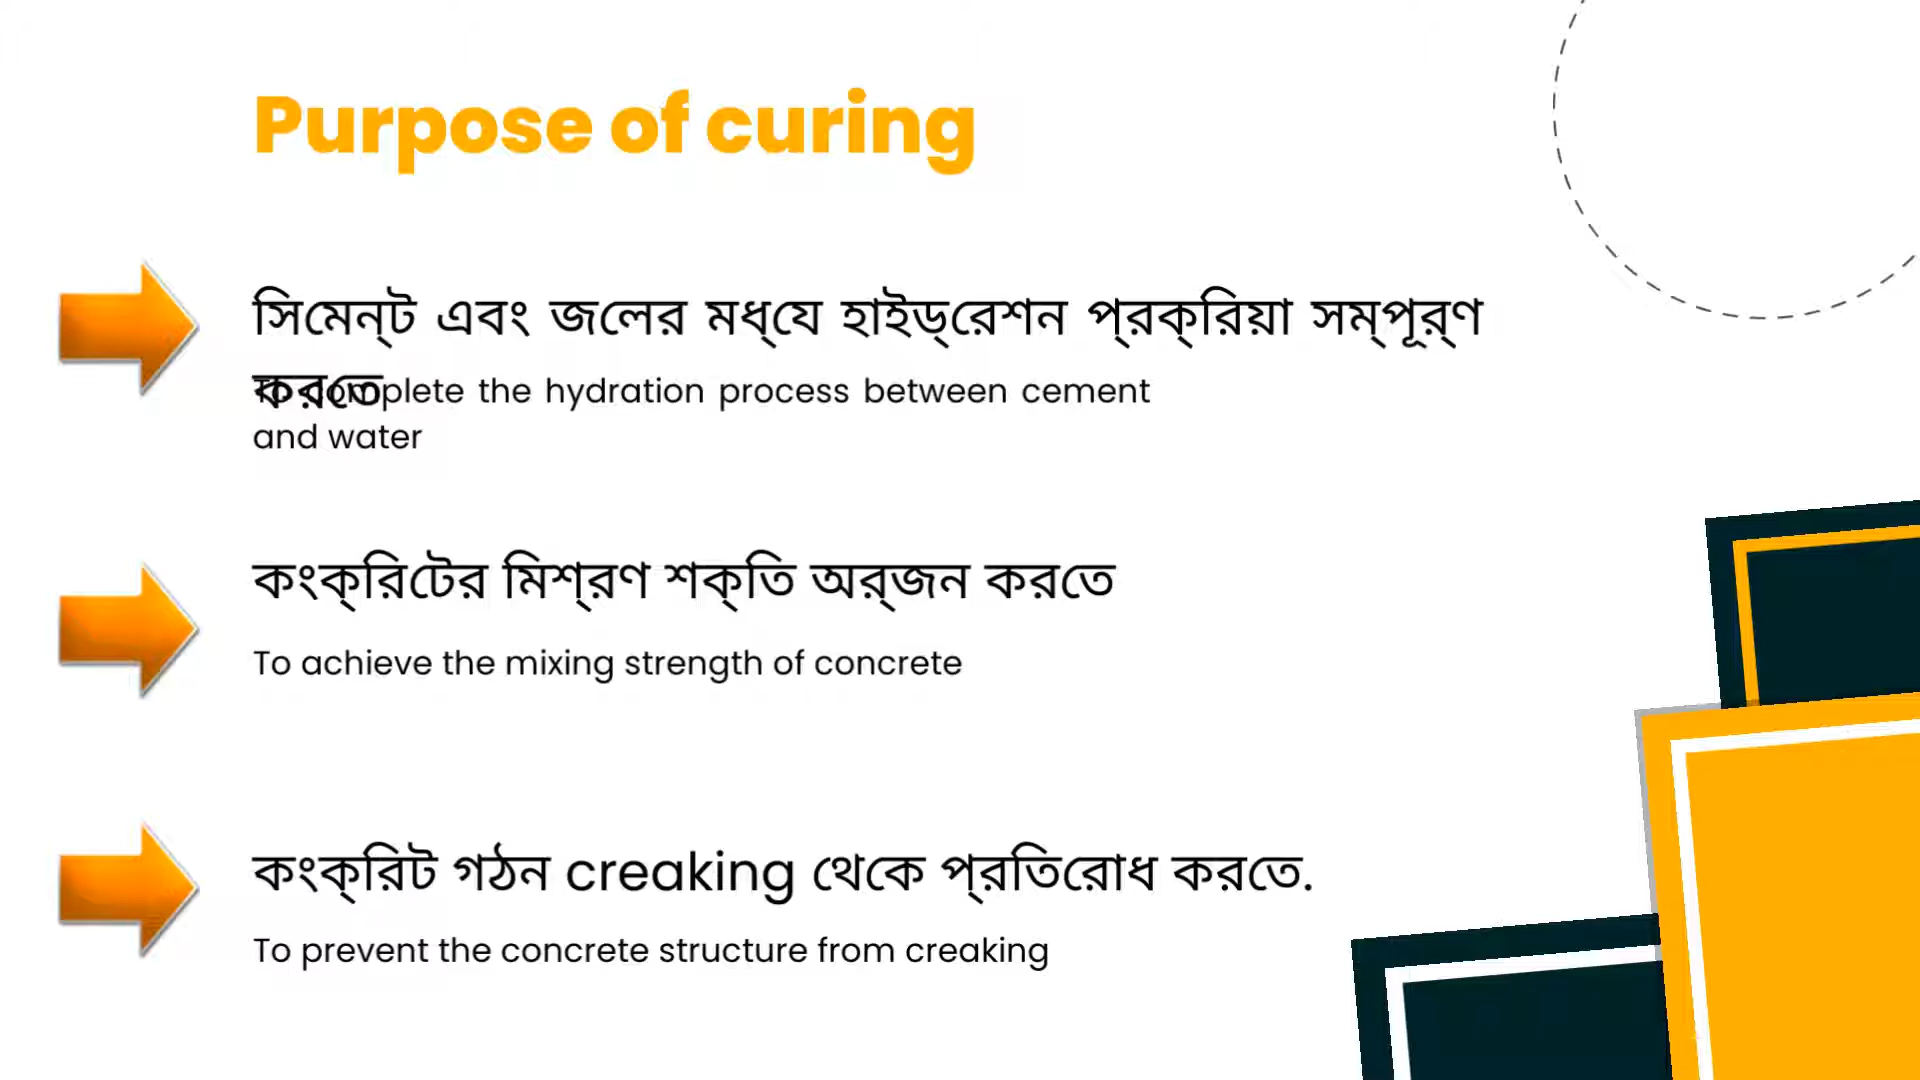 Purpose of curing
সিমেন্ট এবং জলের মধ্যে হাইড্রেশন প্রক্রিয়া সম্পূর্ণ
করতে
To complete the hydration process between cement
and water
কংক্রিটের মিশ্রণ শক্তি অর্জন করতে
To achieve the mixing strength of concrete
কংক্রিট গঠন creaking থেকে প্রতিরোধ করতে.
To prevent the concrete structure from creaking